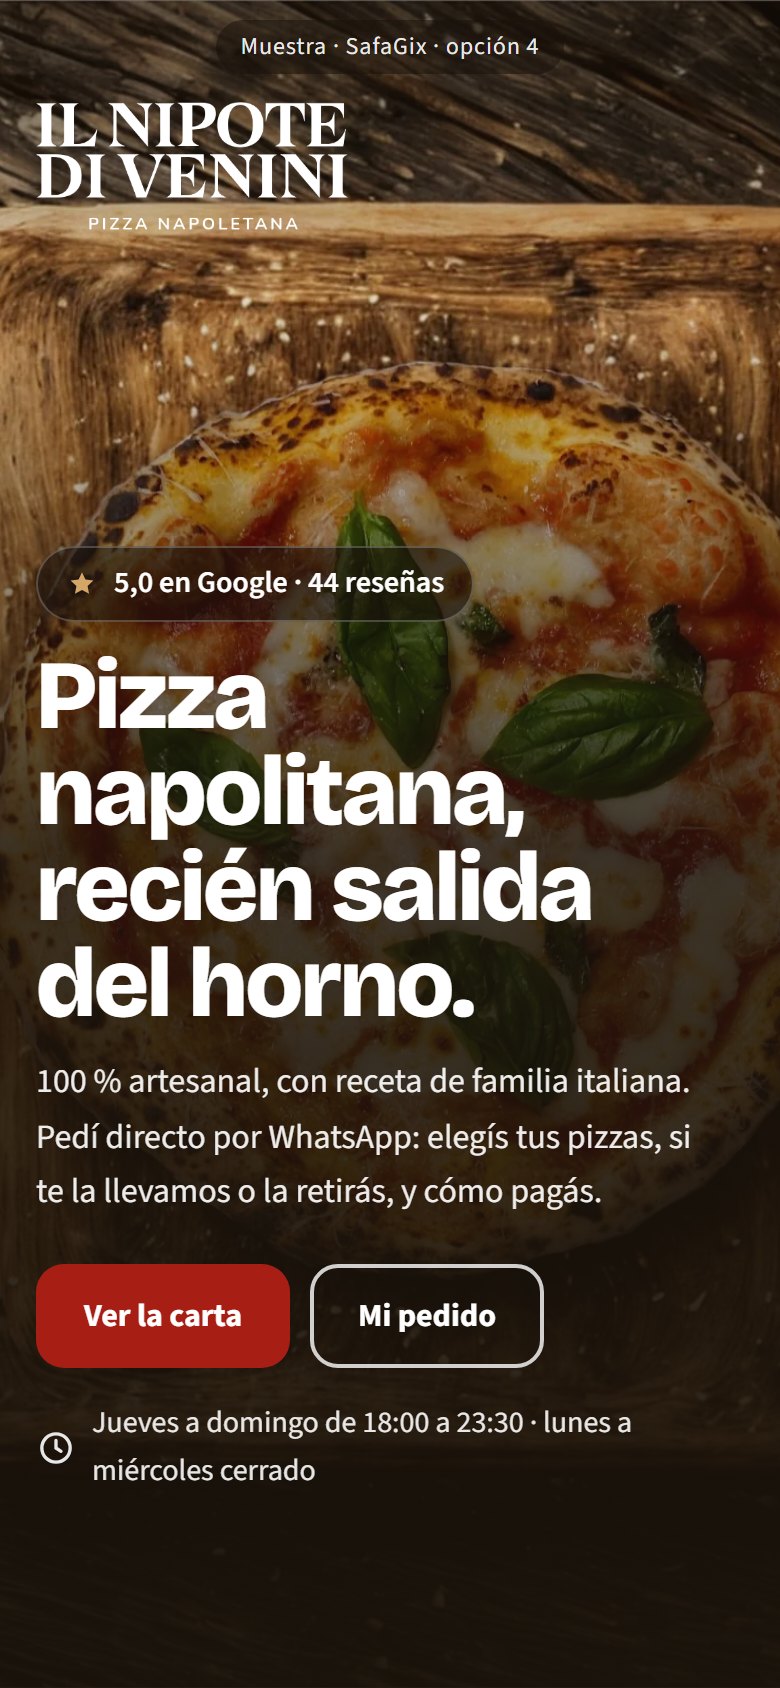 Muestra · SafaGix · opción 4
IL NIPOTE
DI VENINI
PIZZA NAPOLETANA
5,0 en Google · 44 reseñas
Pizza
napolitana,
recién salida
del horno.
100 % artesanal, con receta de familia italiana.
Pedí directo por WhatsApp: elegís tus pizzas, si
te la llevamos o la retirás, y cómo pagás.
Ver la carta
Mi pedido
Jueves a domingo de 18:00 a 23:30 · lunes a
miércoles cerrado